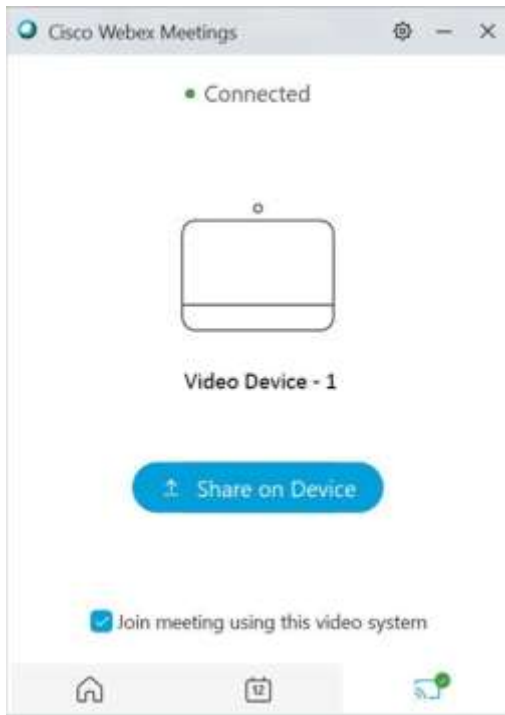 Cisco Webex Meetings
Connected
Video Device - 1
Share on Device
Join meeting using this video system
12